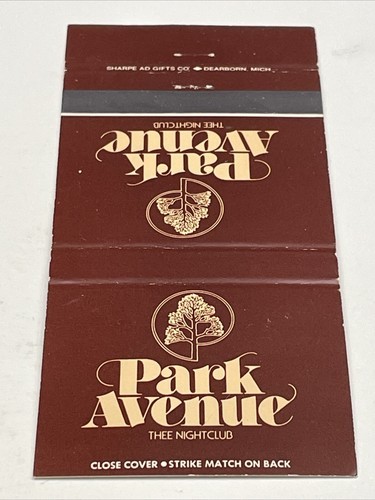 SHARPE AD GIFTS CO ◆ DEARBORN, MICH
Park
Avenue
THEE NIGHTCLUB
Park
Avenue
THEE NIGHTCLUB
CLOSE COVER • STRIKE MATCH ON BACK